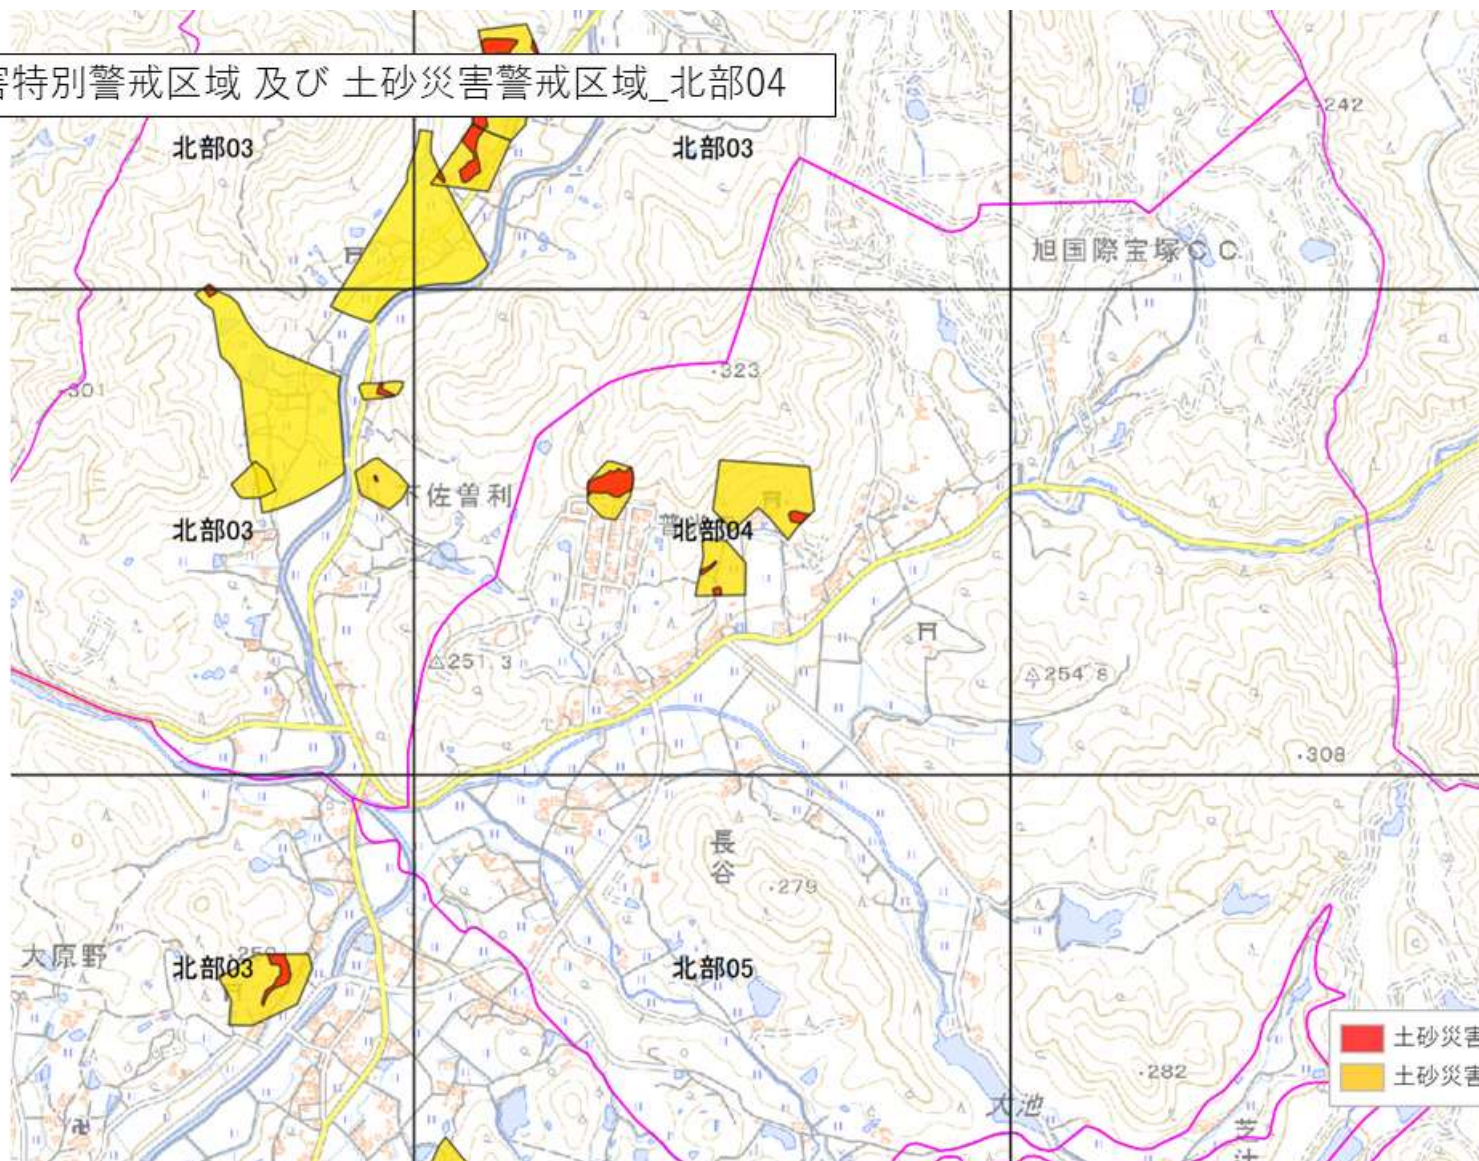 害特別警戒区域 及び 土砂災害警戒区域_北部04
242
北部03
北部03
旭国際宝塚C C.
323
301
佐曽利
北部03
北部04
251.3
254.8
308
長谷
279
大原野
北部03
北部05
土砂災害
土砂災害
282
大池